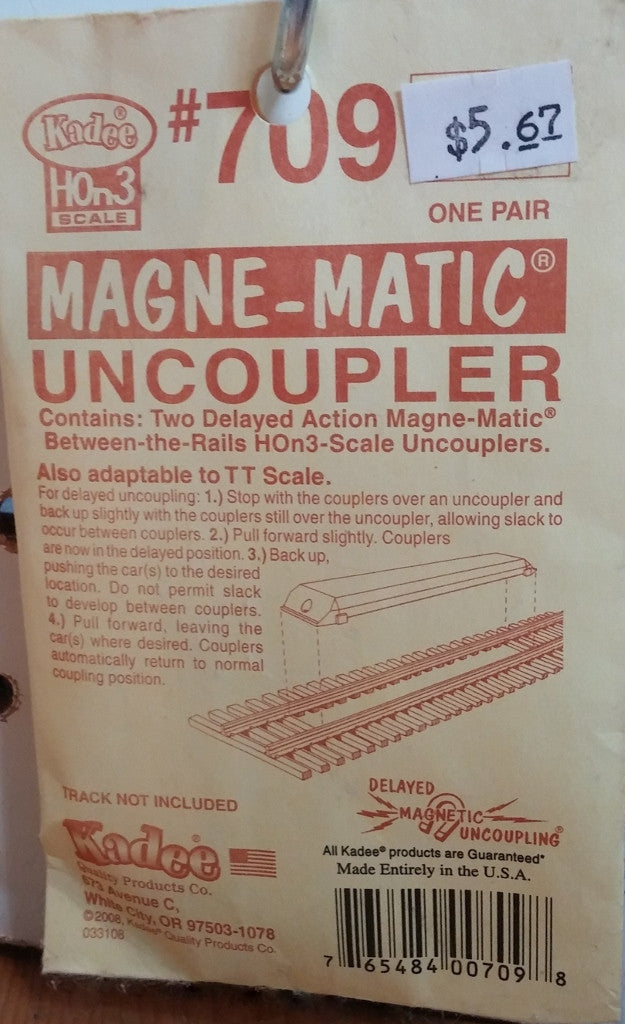 Kadee®
HOn3
SCALE
#709
$5.67
ONE PAIR
MAGNE-MATIC®
UNCOUPLER
Contains: Two Delayed Action Magne-Matic®
Between-the-Rails HOn3-Scale Uncouplers.
Also adaptable to TT Scale.
For delayed uncoupling: 1.) Stop with the couplers over an uncoupler and
back up slightly with the couplers still over the uncoupler, allowing slack to
occur between couplers. 2.) Pull forward slightly. Couplers
are now in the delayed position. 3.) Back up,
pushing the car(s) to the desired
location. Do not permit slack
to develop between couplers.
4.) Pull forward, leaving the
car(s) where desired. Couplers
automatically return to normal
coupling position.
TRACK NOT INCLUDED
Kadee®
Quality Products Co.
673 Avenue C,
White City, OR 97503-1078
©2008, Kadee® Quality Products Co.
033108
DELAYED
MAGNETIC
UNCOUPLING®
All Kadee® products are Guaranteed*
Made Entirely in the U.S.A.
7 65484 00709 8